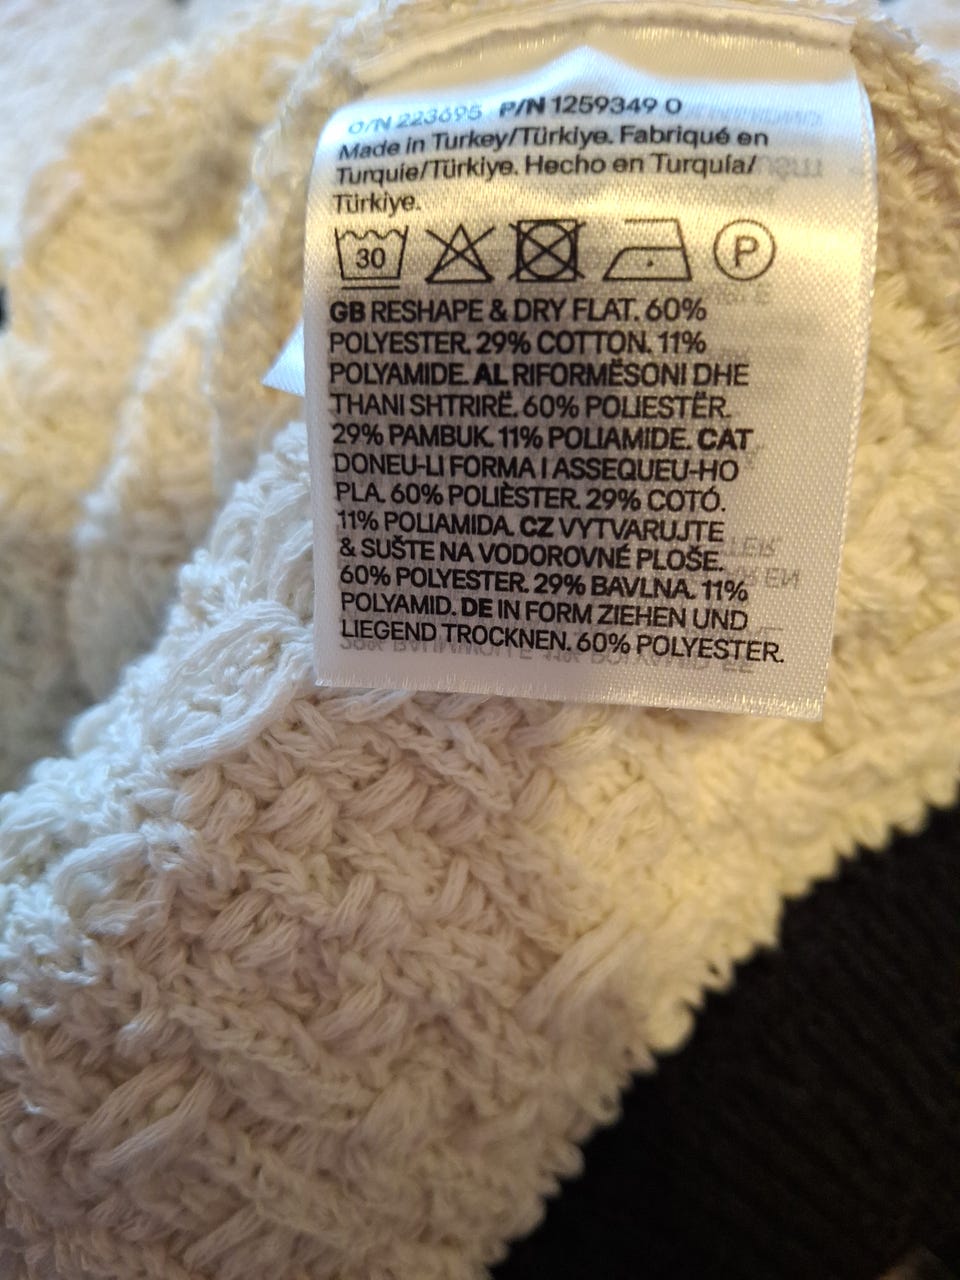 O/N 223695 P/N 1259349 0
Made in Turkey/Türkiye. Fabriqué en
Turquie/Türkiye. Hecho en Turquía/
Türkiye.
30 P
GB RESHAPE & DRY FLAT. 60%
POLYESTER. 29% COTTON. 11%
POLYAMIDE. AL RIFORMËSONI DHE
THANI SHTRIRË. 60% POLIESTËR.
29% PAMBUK. 11% POLIAMIDE. CAT
DONEU-LI FORMA I ASSEQUEU-HO
PLA. 60% POLIÈSTER. 29% COTÓ.
11% POLIAMIDA. CZ VYTVARUJTE
& SUŠTE NA VODOROVNÉ PLOŠE.
60% POLYESTER. 29% BAVLNA. 11%
POLYAMID. DE IN FORM ZIEHEN UND
LIEGEND TROCKNEN. 60% POLYESTER.